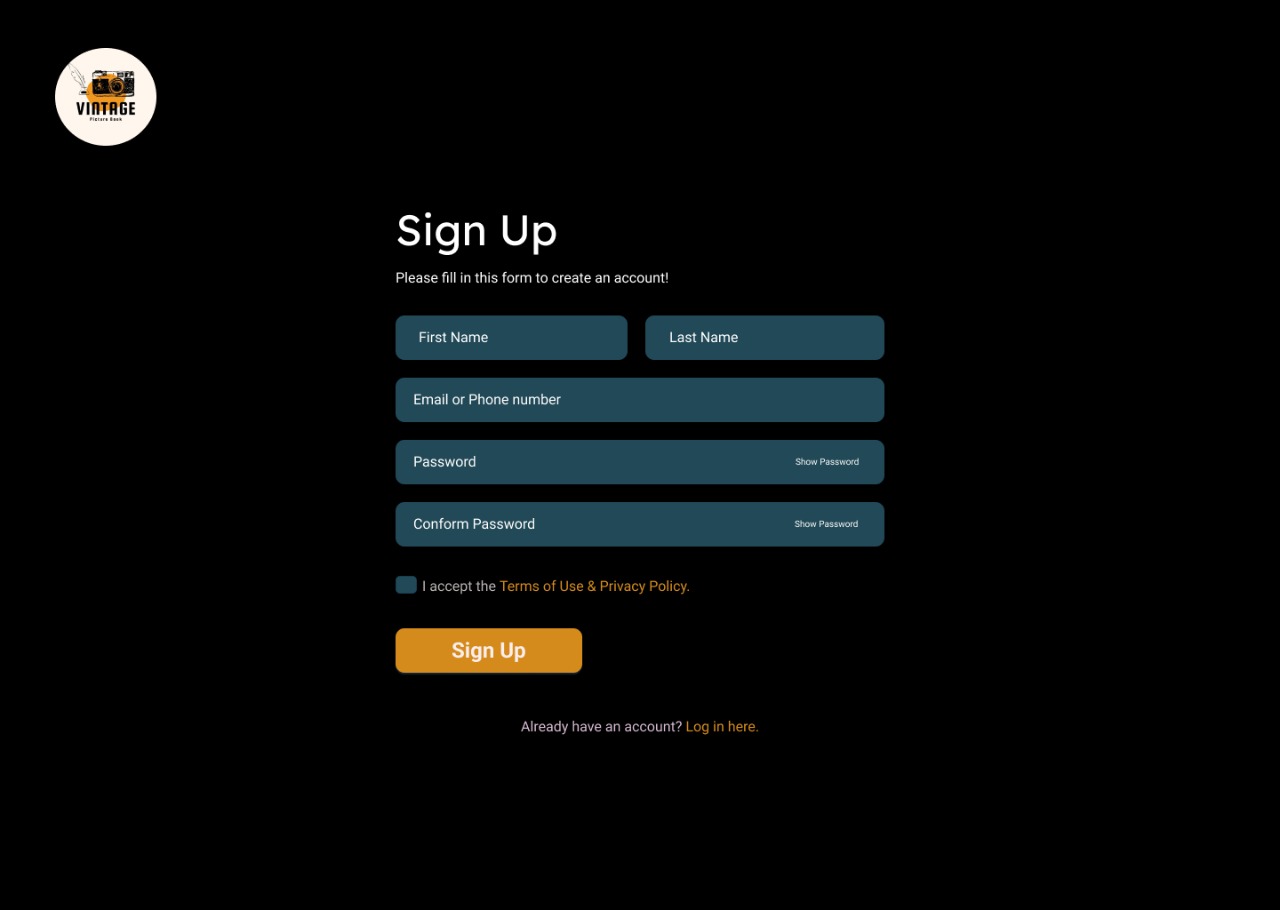 VINTAGE
Picture Book
Sign Up
Please fill in this form to create an account!
First Name
Last Name
Email or Phone number
Password
Show Password
Conform Password
Show Password
I accept the Terms of Use & Privacy Policy.
Sign Up
Already have an account? Log in here.